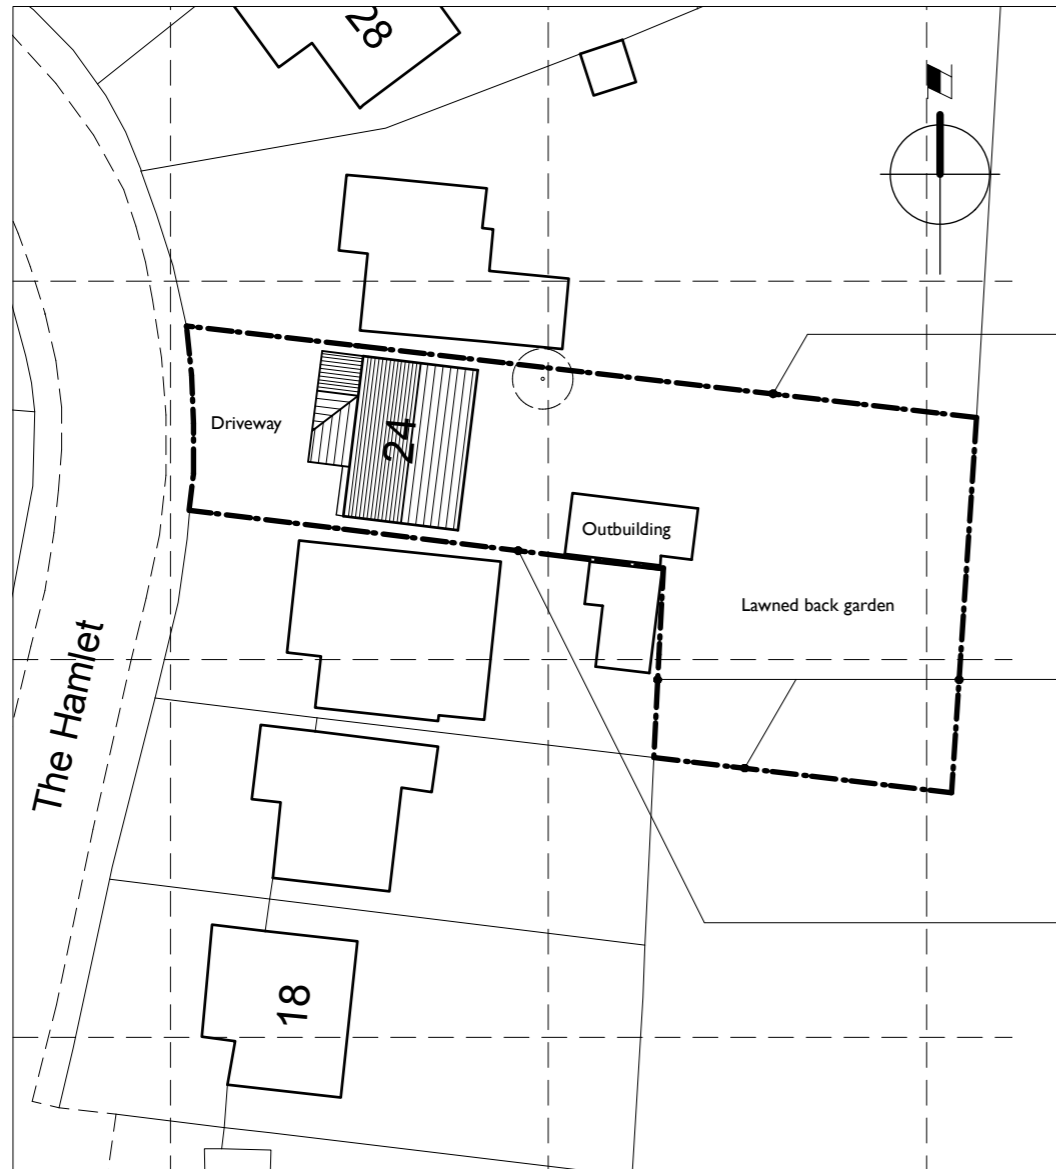 28
Driveway
24
Outbuilding
Lawned back garden
The Hamlet
18